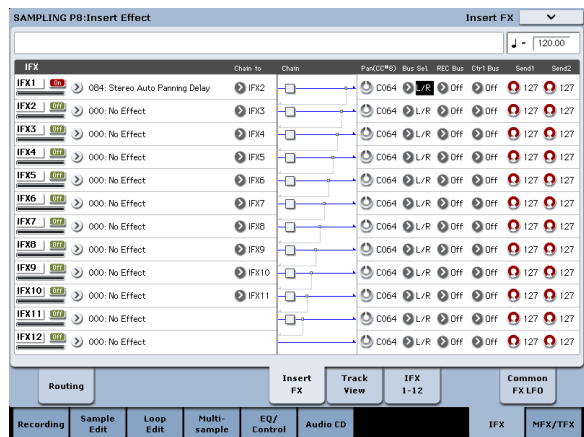 SAMPLING P8:Insert Effect Insert FX
♩ = 120.00
IFX Chain to Chain Pan(CC#8) Bus Sel. REC Bus Ctrl Bus Send1 Send2
IFX1 On 084: Stereo Auto Panning Delay IFX2 C064 L/R Off Off 127 127
IFX2 Off 000: No Effect IFX3 C064 L/R Off Off 127 127
IFX3 Off 000: No Effect IFX4 C064 L/R Off Off 127 127
IFX4 Off 000: No Effect IFX5 C064 L/R Off Off 127 127
IFX5 Off 000: No Effect IFX6 C064 L/R Off Off 127 127
IFX6 Off 000: No Effect IFX7 C064 L/R Off Off 127 127
IFX7 Off 000: No Effect IFX8 C064 L/R Off Off 127 127
IFX8 Off 000: No Effect IFX9 C064 L/R Off Off 127 127
IFX9 Off 000: No Effect IFX10 C064 L/R Off Off 127 127
IFX10 Off 000: No Effect IFX11 C064 L/R Off Off 127 127
IFX11 Off 000: No Effect C064 L/R Off Off 127 127
IFX12 Off 000: No Effect C064 L/R Off Off 127 127
Routing Insert FX Track View IFX 1-12 Common FX LFO
Recording Sample Edit Loop Edit Multi-sample EQ/Control Audio CD IFX MFX/TFX